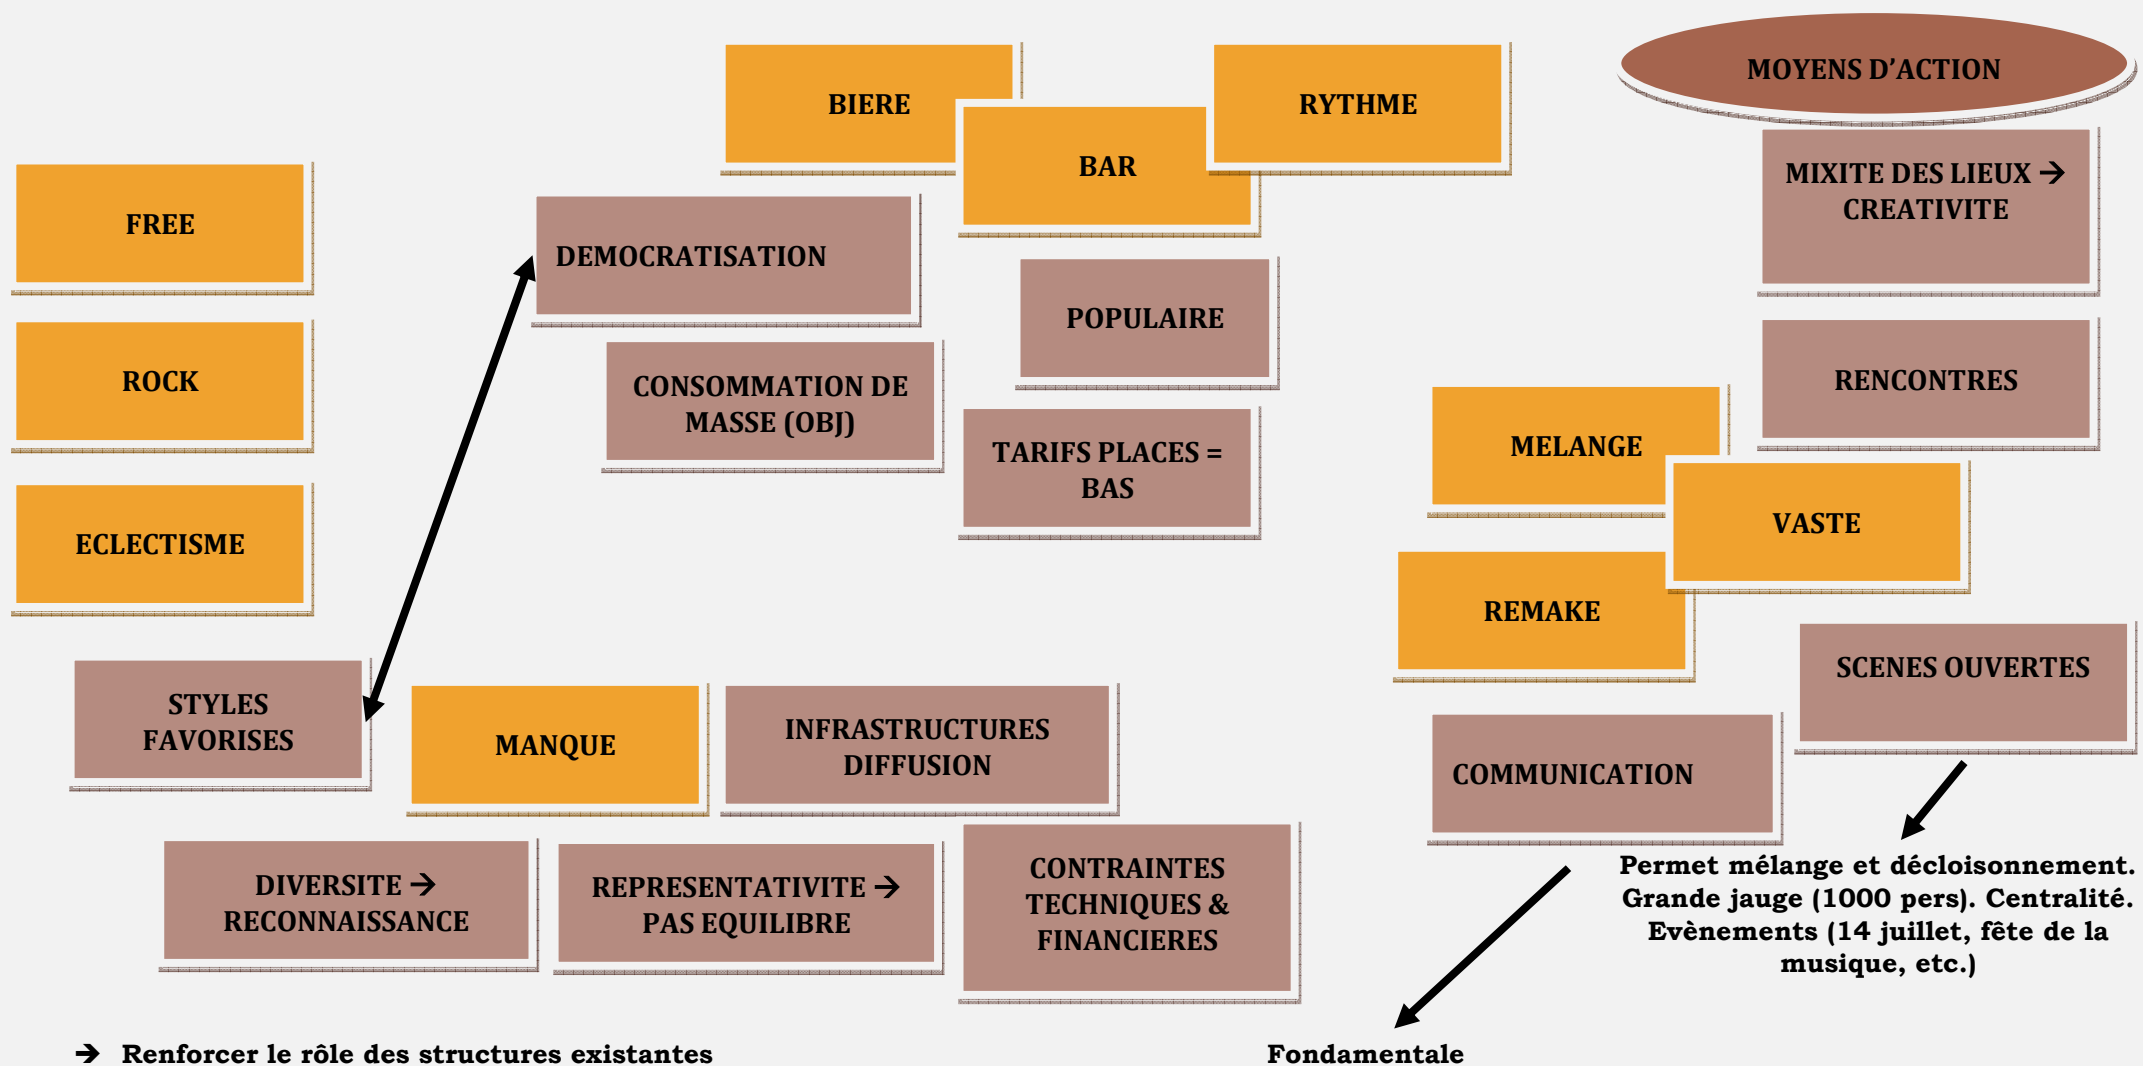 BIERE
BAR
RYTHME
MOYENS D'ACTION
MIXITE DES LIEUX →
CREATIVITE
FREE
DEMOCRATISATION
POPULAIRE
RENCONTRES
ROCK
CONSOMMATION DE
MASSE (OBJ)
TARIFS PLACES =
BAS
MELANGE
VASTE
ECLECTISME
REMAKE
SCENES OUVERTES
STYLES
FAVORISES
MANQUE
INFRASTRUCTURES
DIFFUSION
COMMUNICATION
DIVERSITE →
RECONNAISSANCE
REPRESENTATIVITE →
PAS EQUILIBRE
CONTRAINTES
TECHNIQUES &
FINANCIERES
Permet mélange et décloisonnement.
Grande jauge (1000 pers). Centralité.
Evènements (14 juillet, fête de la
musique, etc.)
→ Renforcer le rôle des structures existantes
Fondamentale